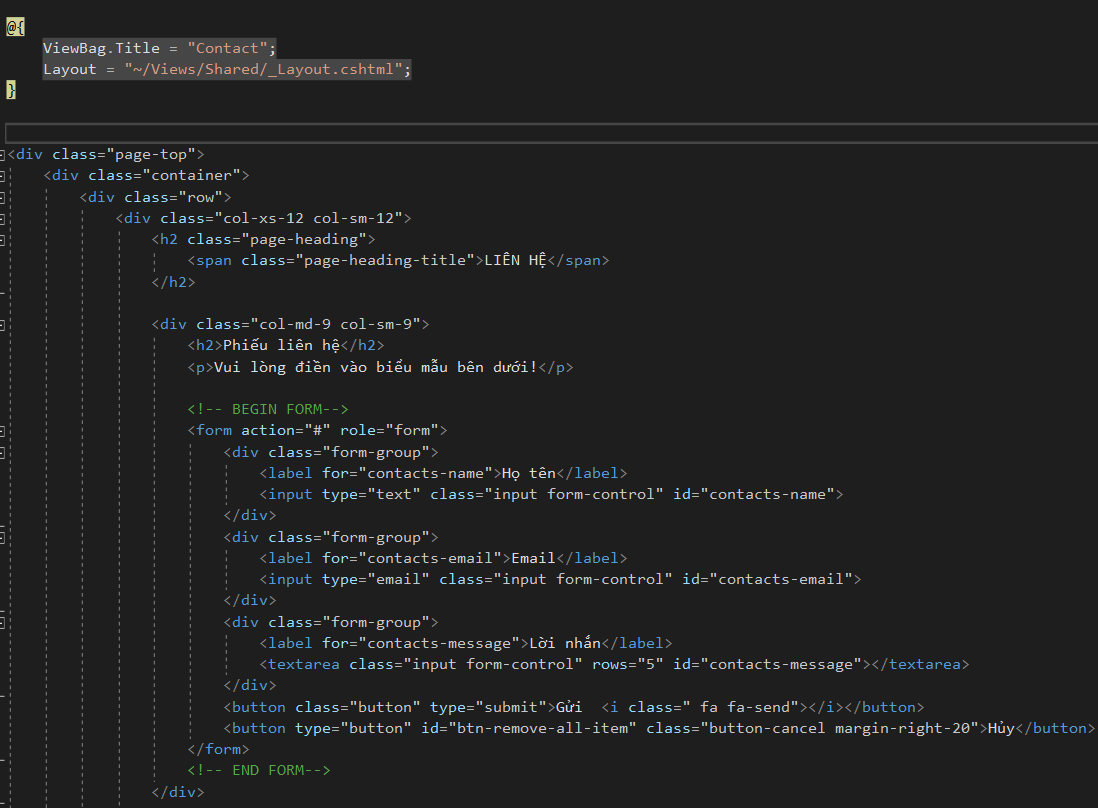 @{
ViewBag.Title = "Contact";
Layout = "~/Views/Shared/_Layout.cshtml";
}
<div class="page-top">
<div class="container">
<div class="row">
<div class="col-xs-12 col-sm-12">
<h2 class="page-heading">
<span class="page-heading-title">LIÊN HỆ</span>
</h2>
<div class="col-md-9 col-sm-9">
<h2>Phiếu liên hệ</h2>
<p>Vui lòng điền vào biểu mẫu bên dưới!</p>
<!-- BEGIN FORM-->
<form action="#" role="form">
<div class="form-group">
<label for="contacts-name">Họ tên</label>
<input type="text" class="input form-control" id="contacts-name">
</div>
<div class="form-group">
<label for="contacts-email">Email</label>
<input type="email" class="input form-control" id="contacts-email">
</div>
<div class="form-group">
<label for="contacts-message">Lời nhắn</label>
<textarea class="input form-control" rows="5" id="contacts-message"></textarea>
</div>
<button class="button" type="submit">Gửi  <i class=" fa fa-send"></i></button>
<button type="button" id="btn-remove-all-item" class="button-cancel margin-right-20">Hủy</button>
</form>
<!-- END FORM-->
</div>